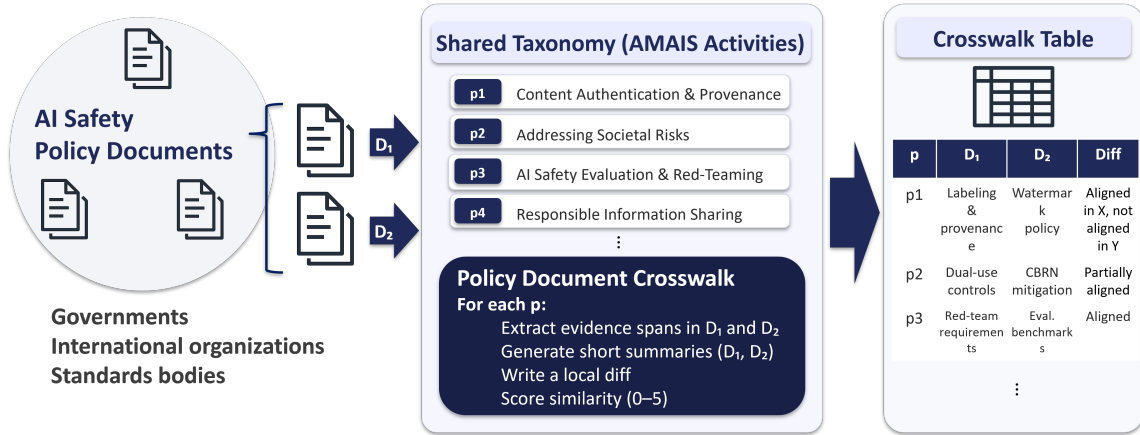 AI Safety
Policy Documents
Governments
International organizations
Standards bodies
D₁
D₂
Shared Taxonomy (AMAIS Activities)
p1 Content Authentication & Provenance
p2 Addressing Societal Risks
p3 AI Safety Evaluation & Red-Teaming
p4 Responsible Information Sharing
⋮
Policy Document Crosswalk
For each p:
Extract evidence spans in D₁ and D₂
Generate short summaries (D₁, D₂)
Write a local diff
Score similarity (0–5)
Crosswalk Table
p D₁ D₂ Diff
p1
Labeling
&
provenanc
e
Watermar
k
policy
Aligned
in X, not
aligned
in Y
p2
Dual-use
controls
CBRN
mitigation
Partially
aligned
p3
Red-team
requiremen
ts
Eval.
benchmark
s
Aligned
⋮